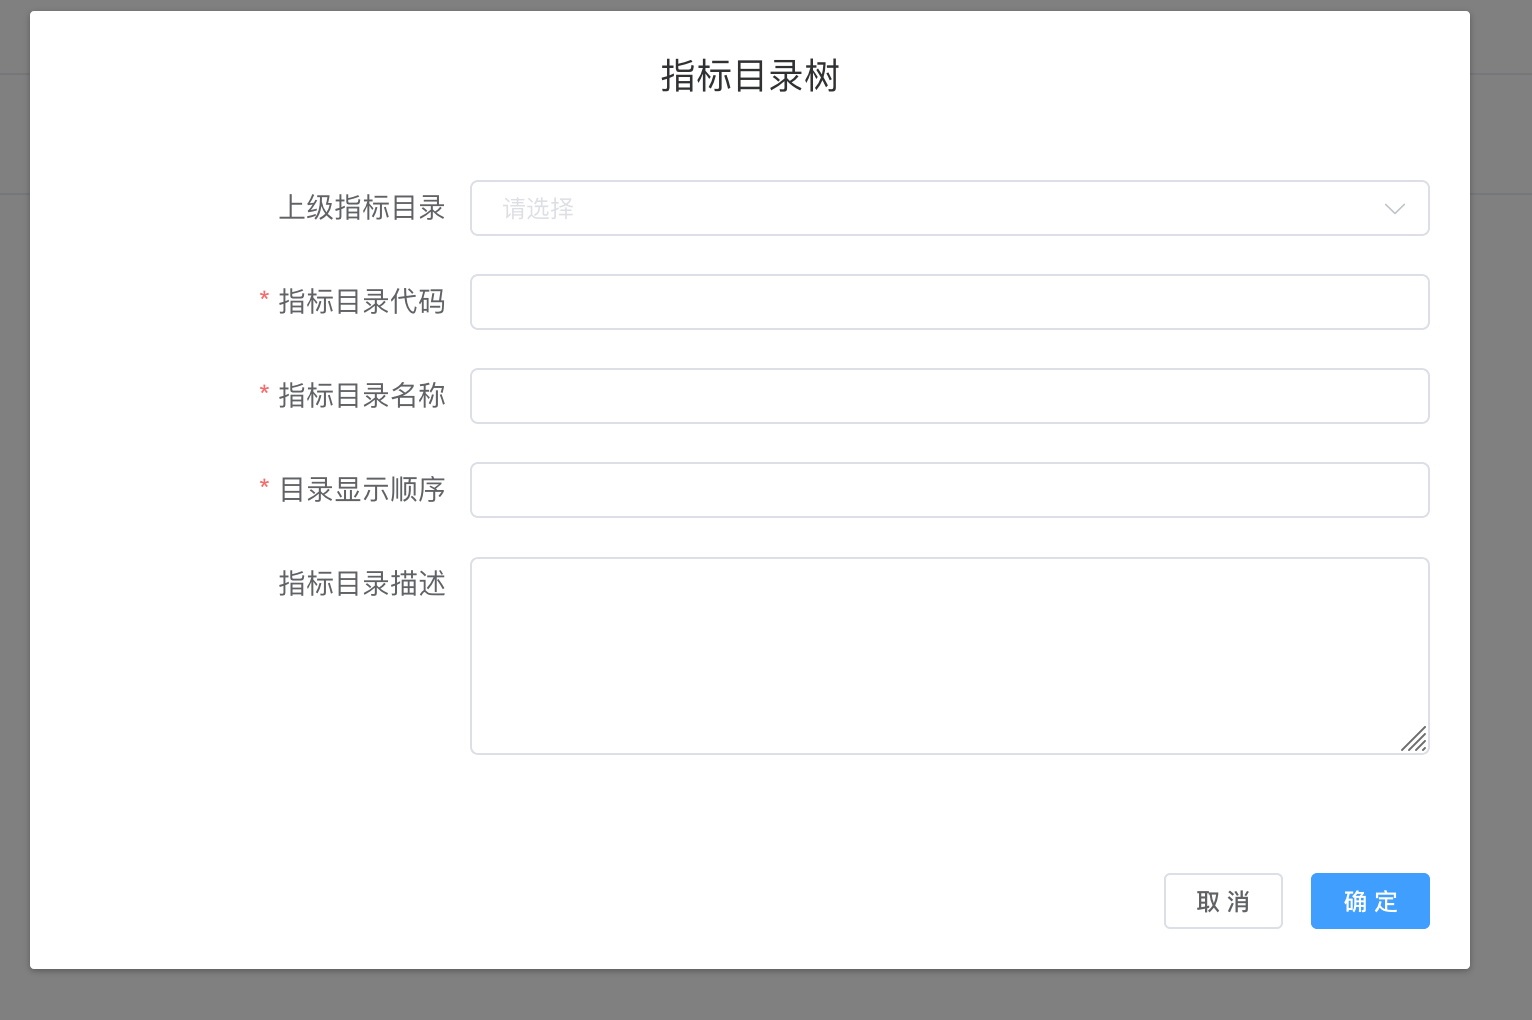 指标目录树
上级指标目录 请选择
* 指标目录代码
* 指标目录名称
* 目录显示顺序
指标目录描述
取 消 确 定